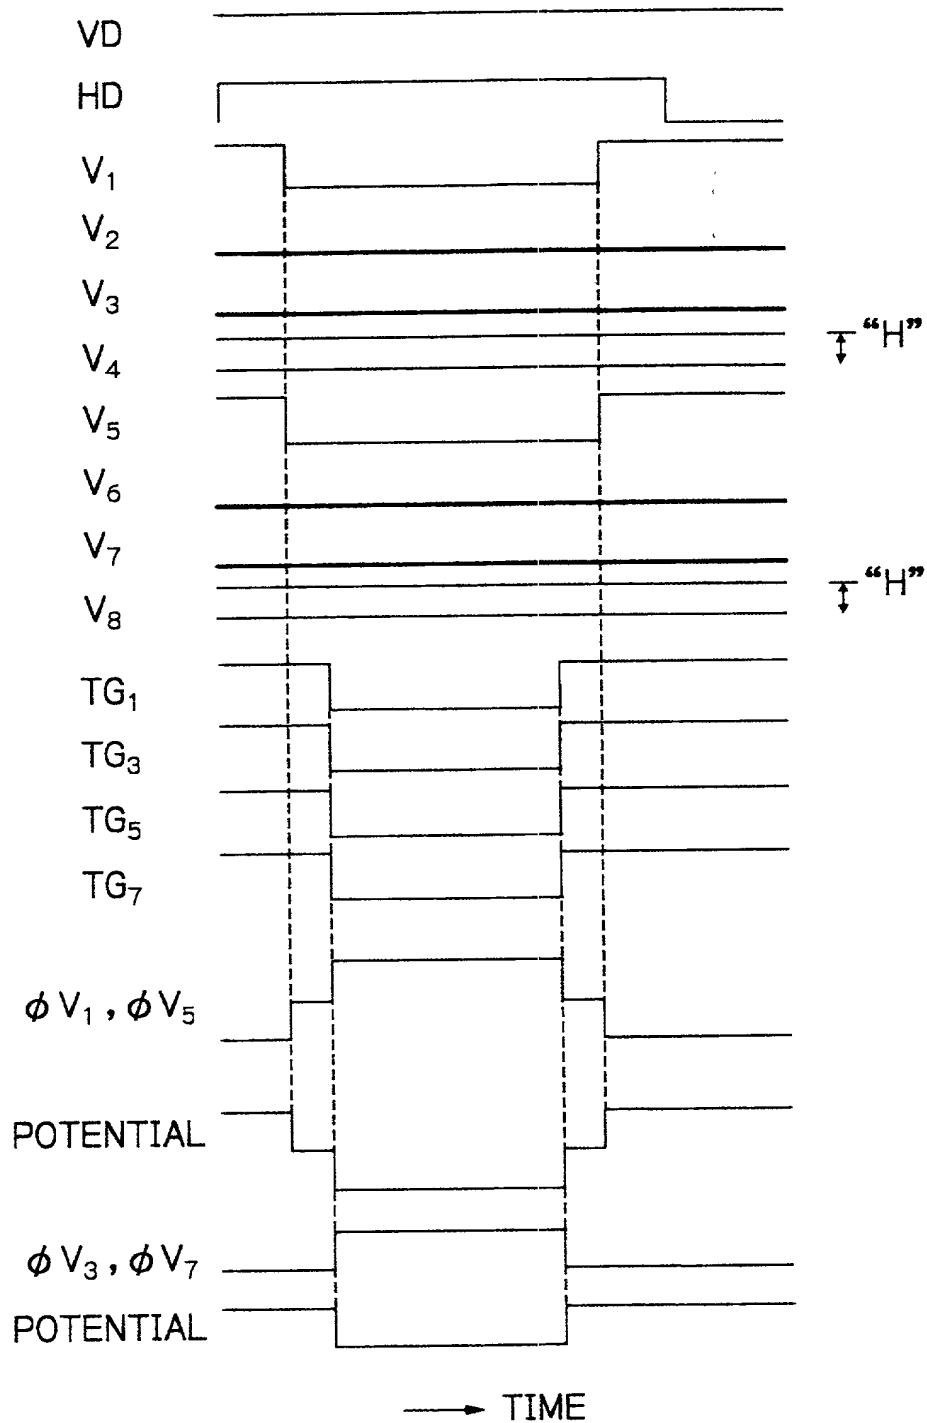 VD
HD
V₁
V₂
V₃
"H"
V₄
V₅
V₆
V₇
"H"
V₈
TG₁
TG₃
TG₅
TG₇
ϕV₁, ϕV₅
POTENTIAL
ϕV₃, ϕV₇
POTENTIAL
TIME